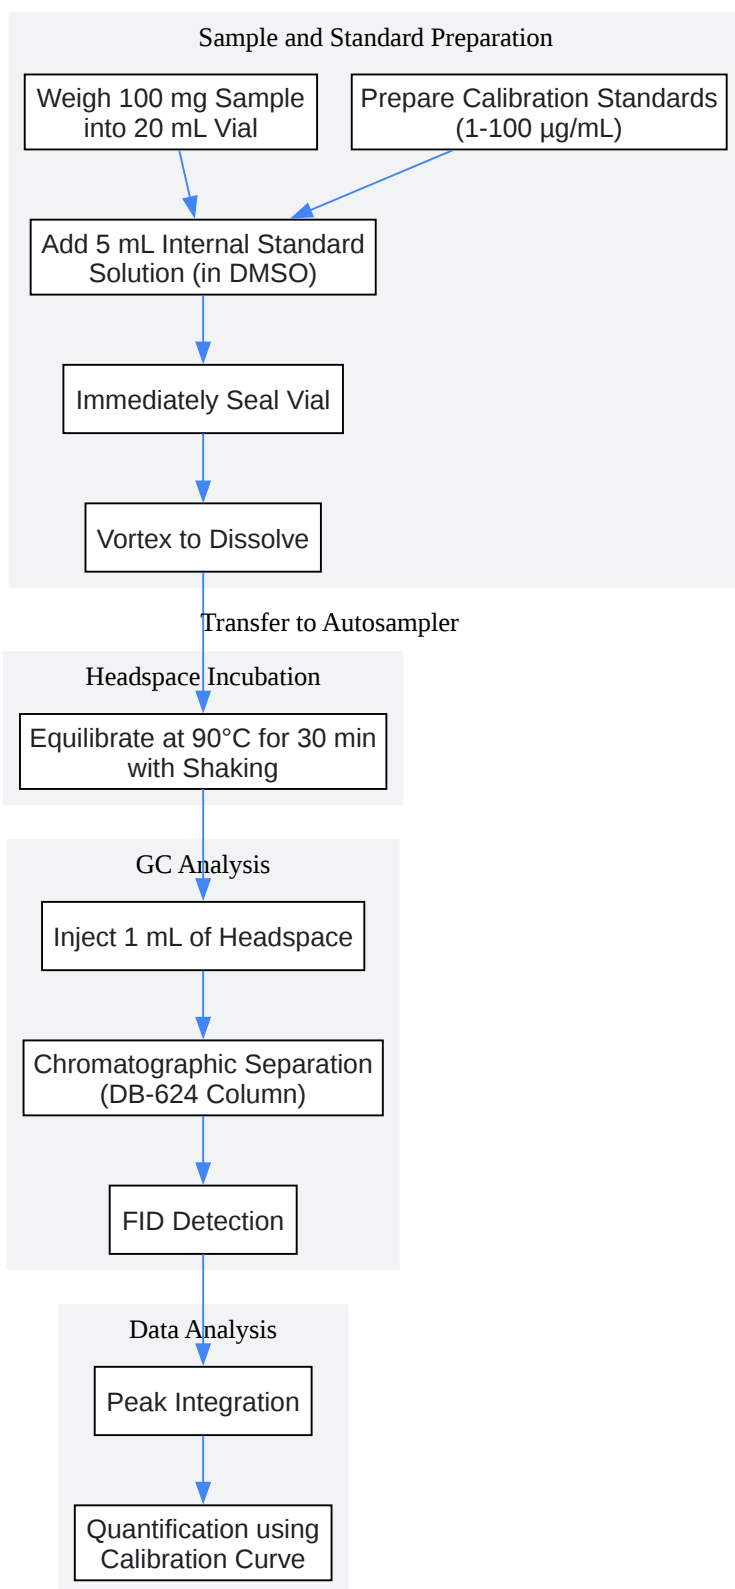 Sample and Standard Preparation
Weigh 100 mg Sample
into 20 mL Vial
Prepare Calibration Standards
(1-100 µg/mL)
Add 5 mL Internal Standard
Solution (in DMSO)
Immediately Seal Vial
Vortex to Dissolve
Transfer to Autosampler
Headspace Incubation
Equilibrate at 90°C for 30 min
with Shaking
GC Analysis
Inject 1 mL of Headspace
Chromatographic Separation
(DB-624 Column)
FID Detection
Data Analysis
Peak Integration
Quantification using
Calibration Curve